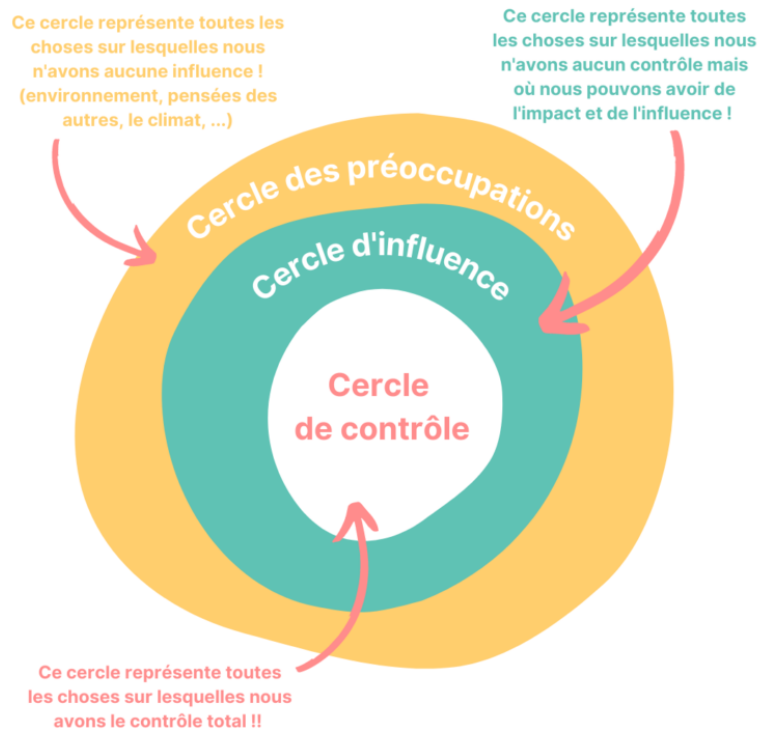 Ce cercle représente toutes les
choses sur lesquelles nous
n'avons aucune influence !
(environnement, pensées des
autres, le climat, ...)
Ce cercle représente toutes
les choses sur lesquelles nous
n'avons aucun contrôle mais
où nous pouvons avoir de
l'impact et de l'influence !
Cercle des préoccupations
Cercle d'influence
Cercle
de contrôle
Ce cercle représente toutes
les choses sur lesquelles nous
avons le contrôle total !!